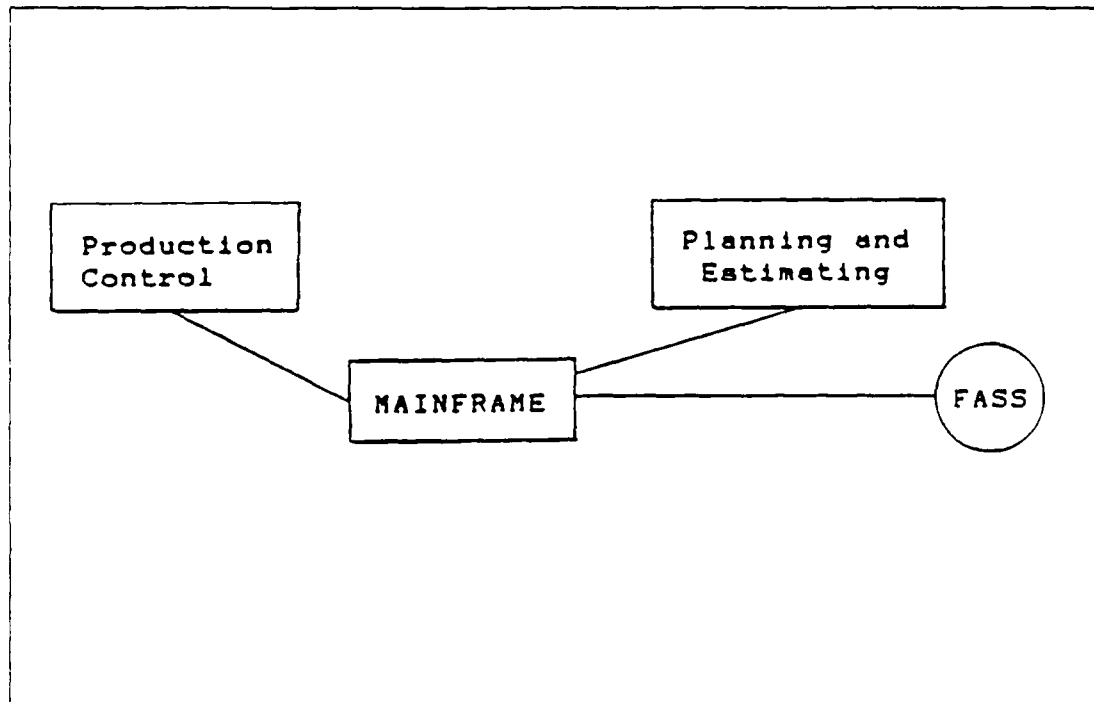 Production
Control
Planning and
Estimating
MAINFRAME
FASS